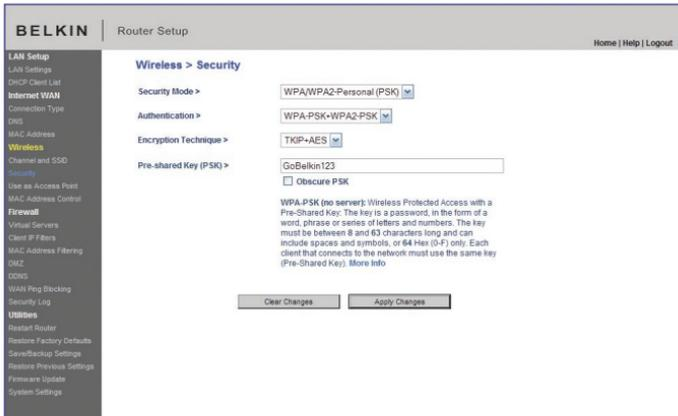 BELKIN
Router Setup
Home | Help | Logout
LAN Setup
LAN Settings
DHCP Client List
Internet WAN
Connection Type
DNS
MAC Address
Wireless
Channel and SSID
Security
Use as Access Point
MAC Address Control
Firewall
Virtual Servers
Client IP Filters
MAC Address Filtering
DMZ
DDNS
WAN Ping Blocking
Security Log
Utilities
Restart Router
Restore Factory Defaults
Save/Backup Settings
Restore Previous Settings
Firmware Update
System Settings
Wireless > Security
Security Mode > WPA/WPA2-Personal (PSK)
Authentication > WPA-PSK+WPA2-PSK
Encryption Technique > TKIP+AES
Pre-shared Key (PSK) > GoBelkin123
Obscure PSK
WPA-PSK (no server): Wireless Protected Access with a
Pre-Shared Key: The key is a password, in the form of a
word, phrase or series of letters and numbers. The key
must be between 8 and 63 characters long and can
include spaces and symbols, or 64 Hex (0-F) only. Each
client that connects to the network must use the same key
(Pre-Shared Key). More Info
Clear Changes Apply Changes